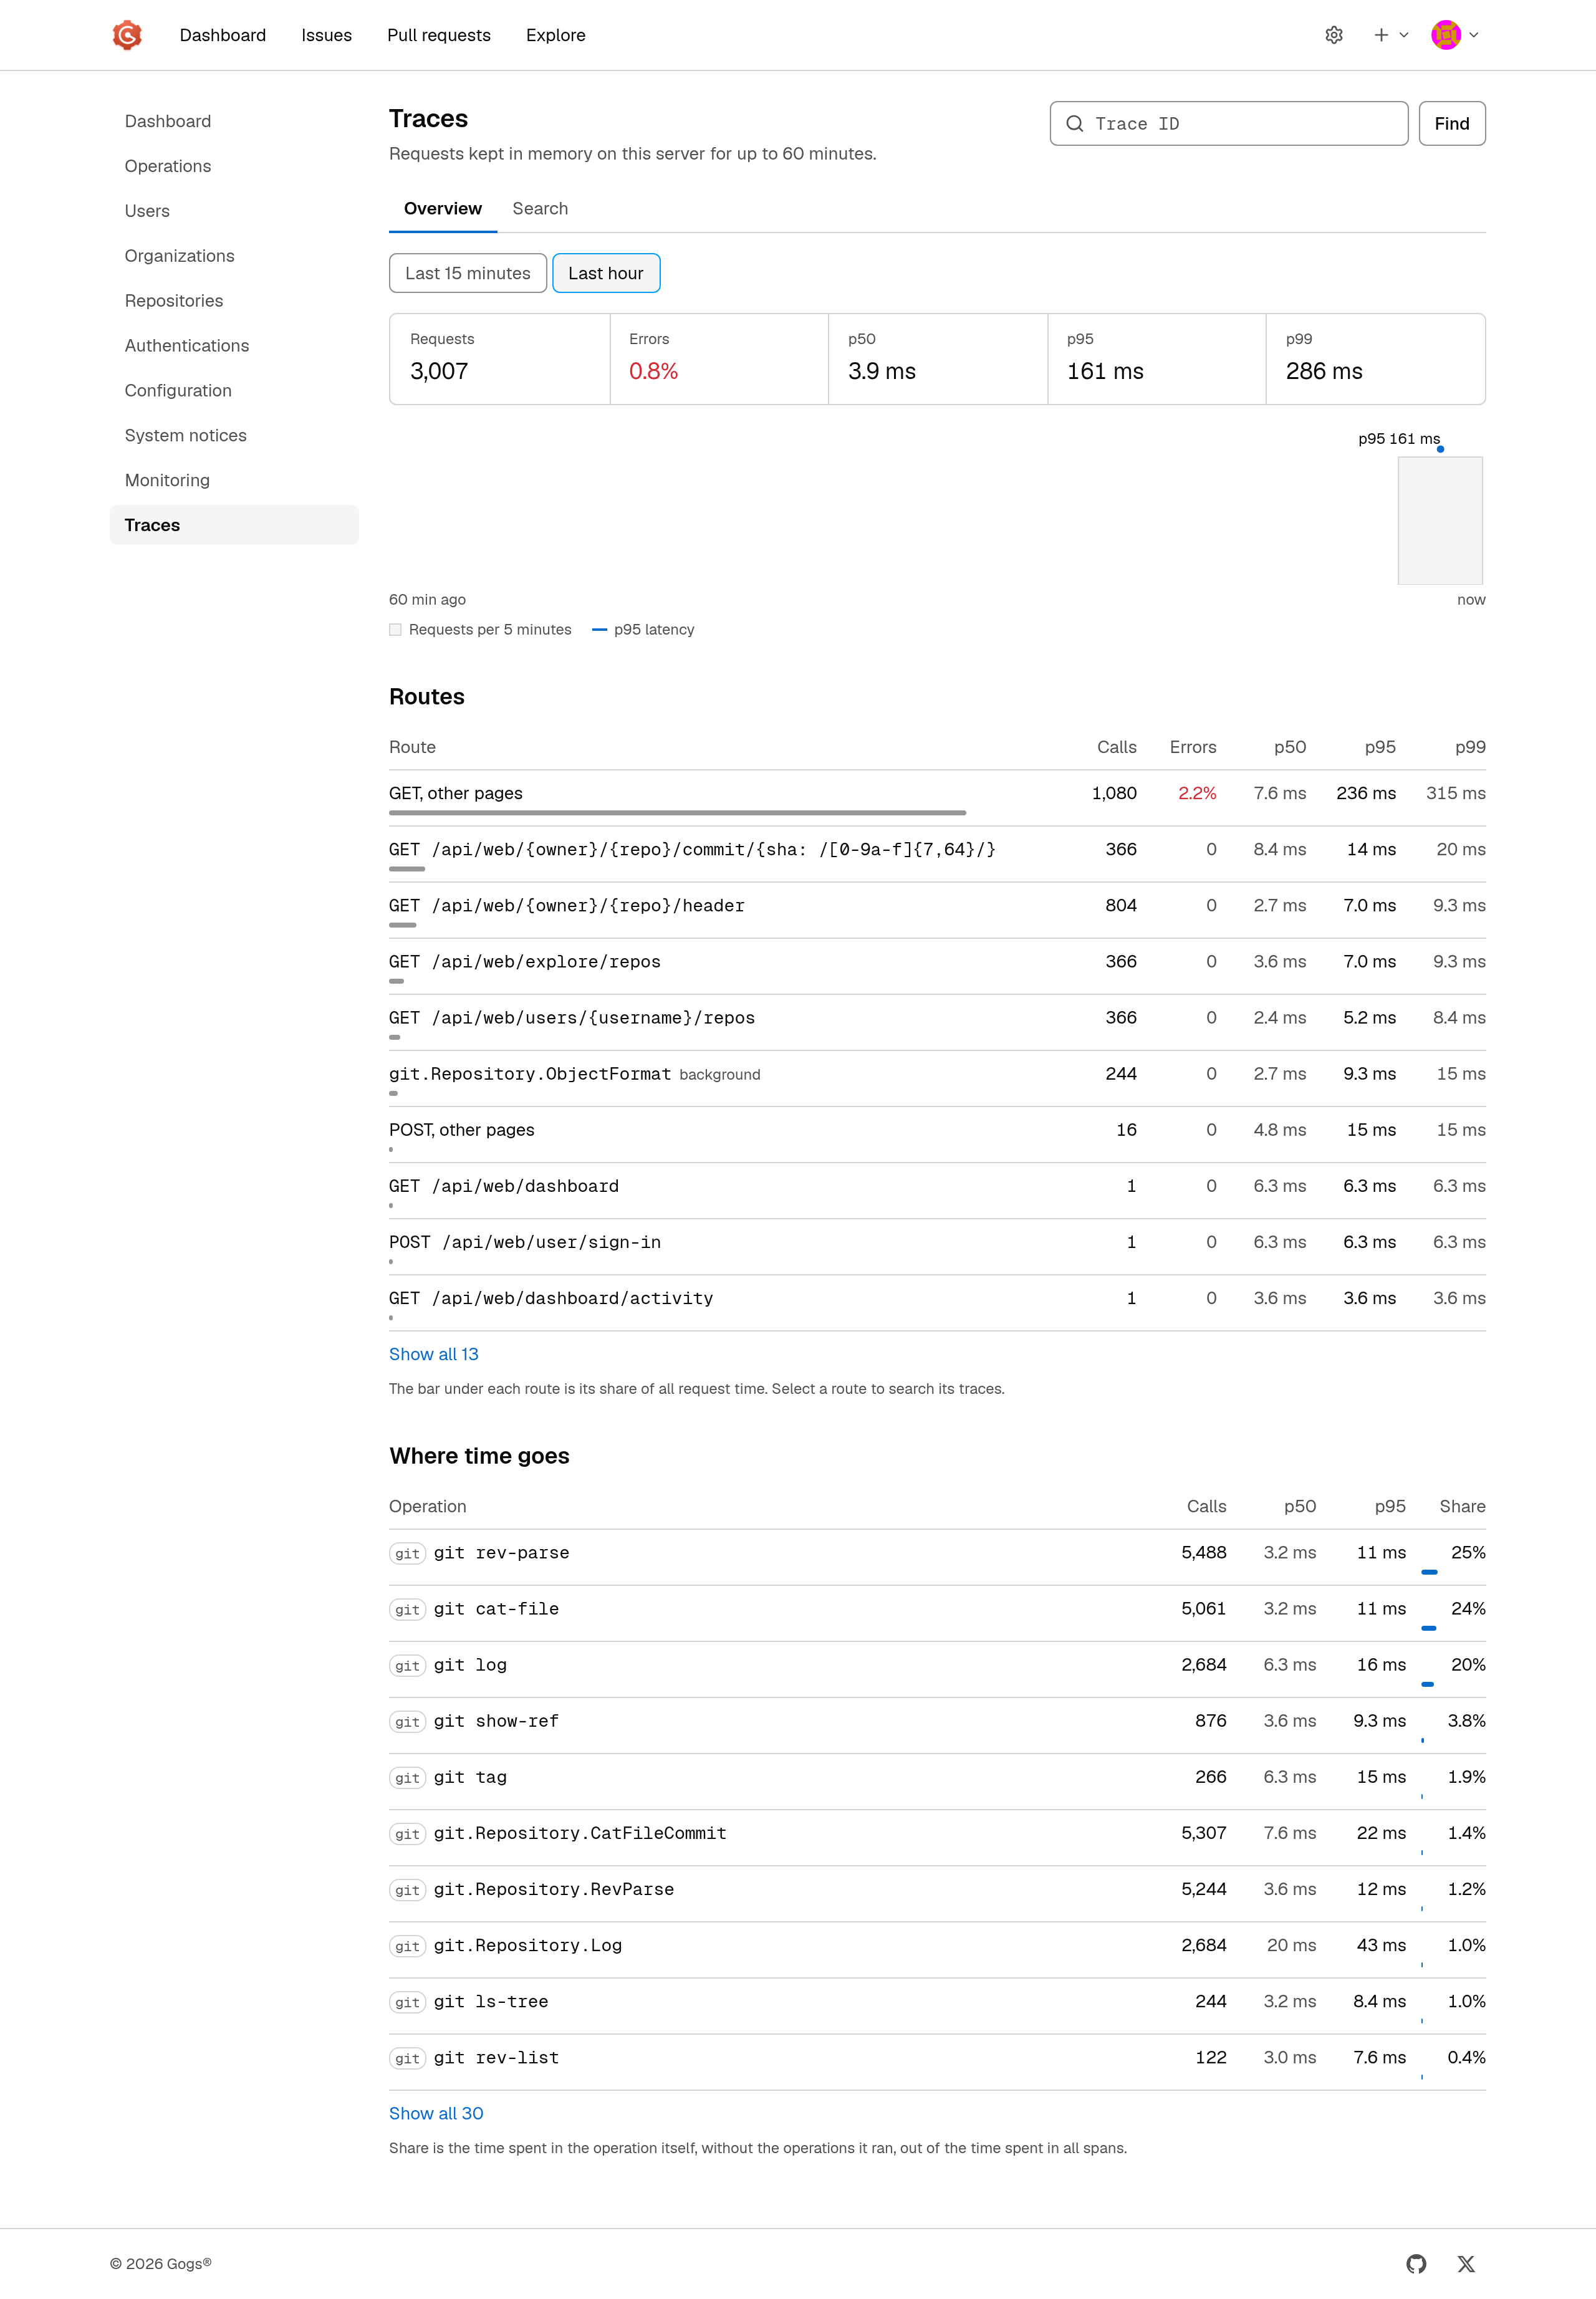 Dashboard Issues Pull requests Explore
Dashboard
Operations
Users
Organizations
Repositories
Authentications
Configuration
System notices
Monitoring
Traces
Traces
Requests kept in memory on this server for up to 60 minutes.
Trace ID Find
Overview Search
Last 15 minutes Last hour
Requests Errors p50 p95 p99
3,007 0.8% 3.9 ms 161 ms 286 ms
p95 161 ms
60 min ago now
Requests per 5 minutes p95 latency
Routes
Route Calls Errors p50 p95 p99
GET, other pages 1,080 2.2% 7.6 ms 236 ms 315 ms
GET /api/web/{owner}/{repo}/commit/{sha: /[0-9a-f]{7,64}/} 366 0 8.4 ms 14 ms 20 ms
GET /api/web/{owner}/{repo}/header 804 0 2.7 ms 7.0 ms 9.3 ms
GET /api/web/explore/repos 366 0 3.6 ms 7.0 ms 9.3 ms
GET /api/web/users/{username}/repos 366 0 2.4 ms 5.2 ms 8.4 ms
git.Repository.ObjectFormat background 244 0 2.7 ms 9.3 ms 15 ms
POST, other pages 16 0 4.8 ms 15 ms 15 ms
GET /api/web/dashboard 1 0 6.3 ms 6.3 ms 6.3 ms
POST /api/web/user/sign-in 1 0 6.3 ms 6.3 ms 6.3 ms
GET /api/web/dashboard/activity 1 0 3.6 ms 3.6 ms 3.6 ms
Show all 13
The bar under each route is its share of all request time. Select a route to search its traces.
Where time goes
Operation Calls p50 p95 Share
git git rev-parse 5,488 3.2 ms 11 ms 25%
git git cat-file 5,061 3.2 ms 11 ms 24%
git git log 2,684 6.3 ms 16 ms 20%
git git show-ref 876 3.6 ms 9.3 ms 3.8%
git git tag 266 6.3 ms 15 ms 1.9%
git git.Repository.CatFileCommit 5,307 7.6 ms 22 ms 1.4%
git git.Repository.RevParse 5,244 3.6 ms 12 ms 1.2%
git git.Repository.Log 2,684 20 ms 43 ms 1.0%
git git ls-tree 244 3.2 ms 8.4 ms 1.0%
git git rev-list 122 3.0 ms 7.6 ms 0.4%
Show all 30
Share is the time spent in the operation itself, without the operations it ran, out of the time spent in all spans.
© 2026 Gogs®